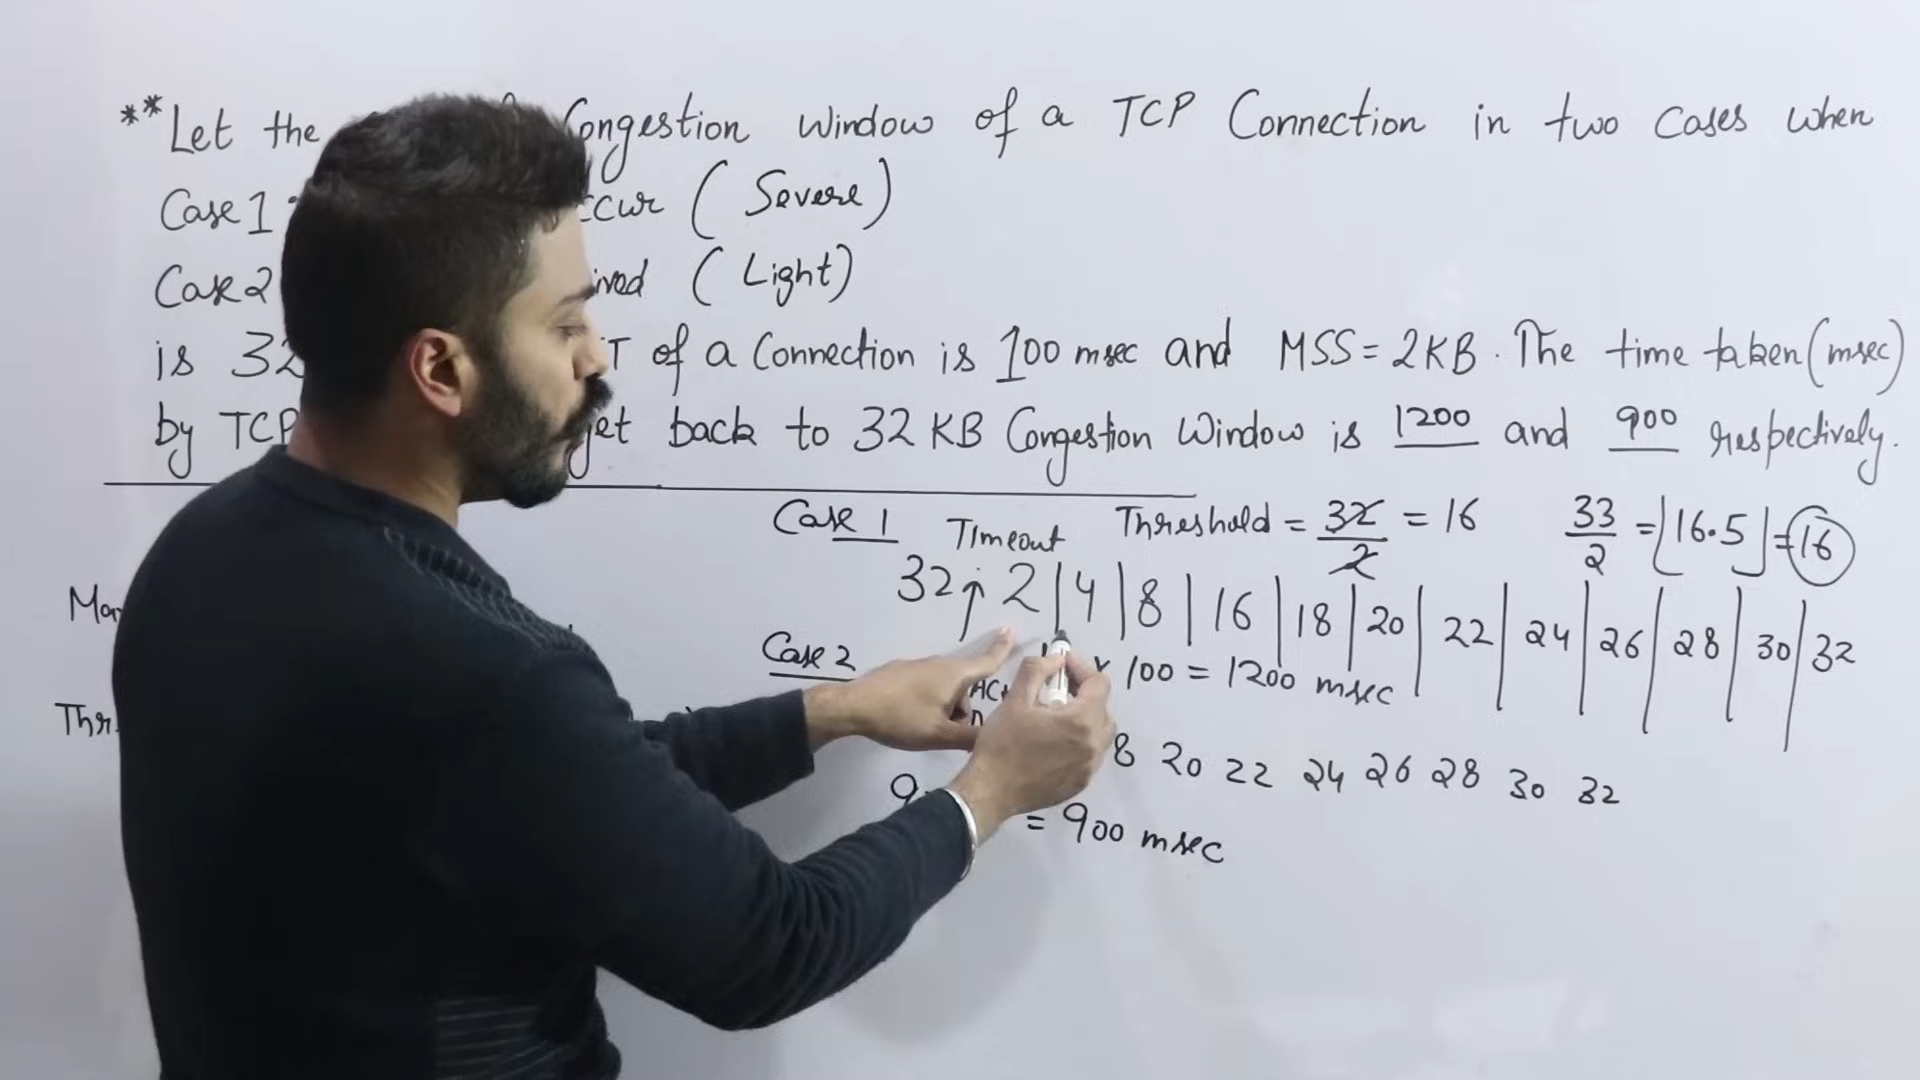 **Let the Congestion Window of a TCP Connection in two Cases when
Case 1 ccur (Severe)
Case 2 ived (Light)
is 32 T of a Connection is 100 msec and MSS = 2KB. The time taken (msec)
by TCP get back to 32 KB Congestion Window is 1200 and 900 respectively.
Case 1 Timeout Threshold = 32/2 = 16 33/2 = ⌊16.5⌋ = 16
32 ↑ 2 | 4 | 8 | 16 | 18 | 20 | 22 | 24 | 26 | 28 | 30 | 32
Case 2 × 100 = 1200 msec
8 20 22 24 26 28 30 32
9
= 900 msec
Thr